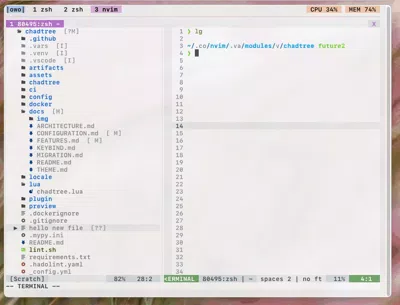 [owo] 1 zsh 2 zsh 3 nvim CPU 34% MEM 74%
1 80495:zsh ─ X
chadtree [?M]
.github
.vars [I]
.venv [I]
.vscode [I]
artifacts
assets
chadtree
ci
config
docker
docs [ M]
img
ARCHITECTURE.md
CONFIGURATION.md [ M]
FEATURES.md [ M]
KEYBIND.md
MIGRATION.md
README.md
THEME.md
locale
lua
chadtree.lua
plugin
preview
.dockerignore
.gitignore
hello new file [??]
.mypy.ini
README.md
lint.sh
requirements.txt
.hadolint.yaml
_config.yml
[Scratch] 82% 28:2
-- TERMINAL --
1 ❯ lg
2
3 ~/.co/nvim/.va/modules/v/chadtree future2
4 ❯
5
6
7
8
9
10
11
12
13
14
15
16
17
18
19
20
21
22
23
24
25
26
27
28
29
30
31
32
33
34
<ERMINAL 80495:zsh | ─ spaces 2 | no ft 11% 4:1